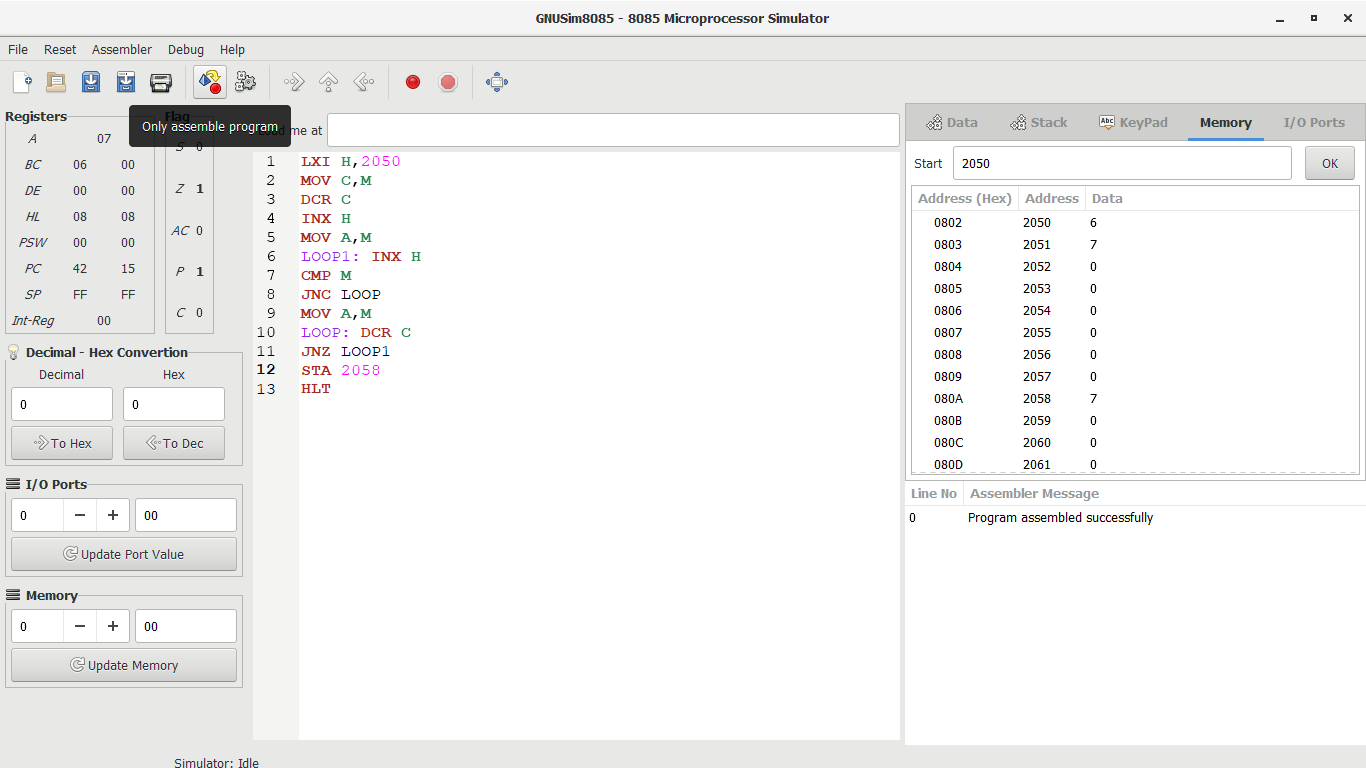 GNUSim8085 - 8085 Microprocessor Simulator
File Reset Assembler Debug Help
Only assemble program
Registers
A 07
BC 06 00
DE 00 00
HL 08 08
PSW 00 00
PC 42 15
SP FF FF
Int-Reg 00
Flag
S 0
Z 1
AC 0
P 1
C 0
Decimal - Hex Convertion
Decimal Hex
0 0
To Hex To Dec
I/O Ports
0 − + 00
Update Port Value
Memory
0 − + 00
Update Memory
me at
1 LXI H,2050
2 MOV C,M
3 DCR C
4 INX H
5 MOV A,M
6 LOOP1: INX H
7 CMP M
8 JNC LOOP
9 MOV A,M
10 LOOP: DCR C
11 JNZ LOOP1
12 STA 2058
13 HLT
Data Stack Abc KeyPad Memory I/O Ports
Start 2050 OK
Address (Hex) Address Data
0802 2050 6
0803 2051 7
0804 2052 0
0805 2053 0
0806 2054 0
0807 2055 0
0808 2056 0
0809 2057 0
080A 2058 7
080B 2059 0
080C 2060 0
080D 2061 0
Line No Assembler Message
0 Program assembled successfully
Simulator: Idle